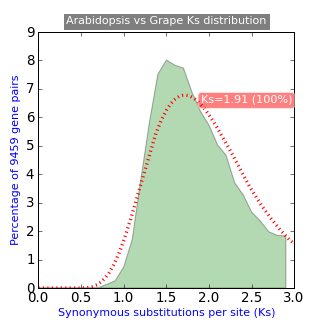 Arabidopsis vs Grape Ks distribution
9
8
7
6
5
4
3
2
1
0
Percentage of 9459 gene pairs
Ks=1.91 (100%)
0.0 0.5 1.0 1.5 2.0 2.5 3.0
Synonymous substitutions per site (Ks)